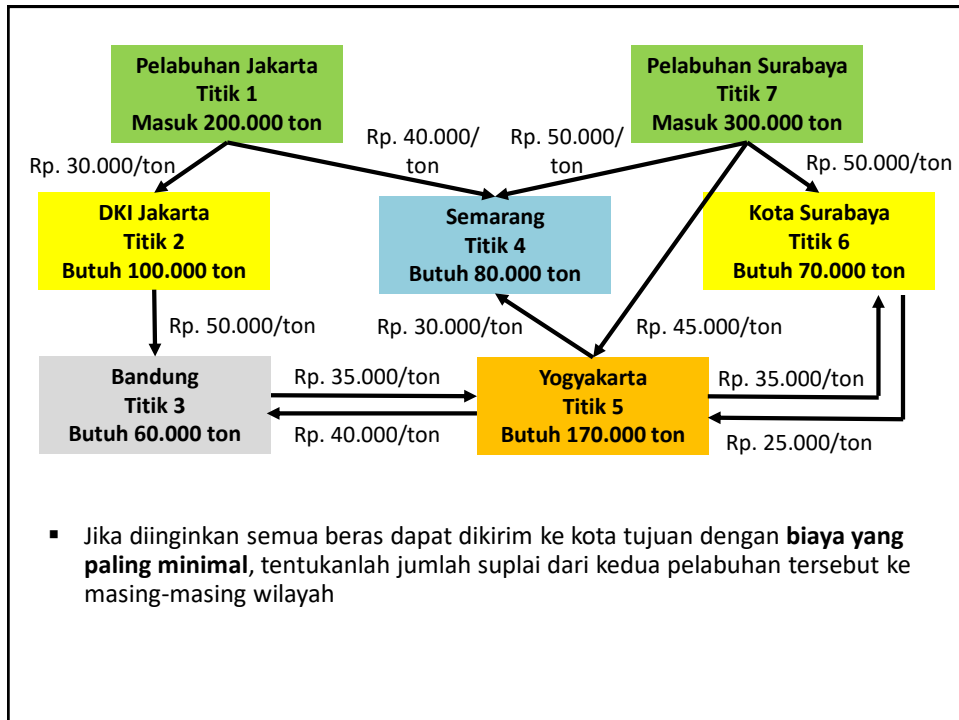 Pelabuhan Jakarta
Titik 1
Masuk 200.000 ton
Pelabuhan Surabaya
Titik 7
Masuk 300.000 ton
Rp. 30.000/ton
Rp. 40.000/
ton
Rp. 50.000/
ton
Rp. 50.000/ton
DKI Jakarta
Titik 2
Butuh 100.000 ton
Semarang
Titik 4
Butuh 80.000 ton
Kota Surabaya
Titik 6
Butuh 70.000 ton
Rp. 50.000/ton
Rp. 30.000/ton
Rp. 45.000/ton
Bandung
Titik 3
Butuh 60.000 ton
Rp. 35.000/ton
Rp. 40.000/ton
Yogyakarta
Titik 5
Butuh 170.000 ton
Rp. 35.000/ton
Rp. 25.000/ton
▪ Jika diinginkan semua beras dapat dikirim ke kota tujuan dengan biaya yang
paling minimal, tentukanlah jumlah suplai dari kedua pelabuhan tersebut ke
masing-masing wilayah